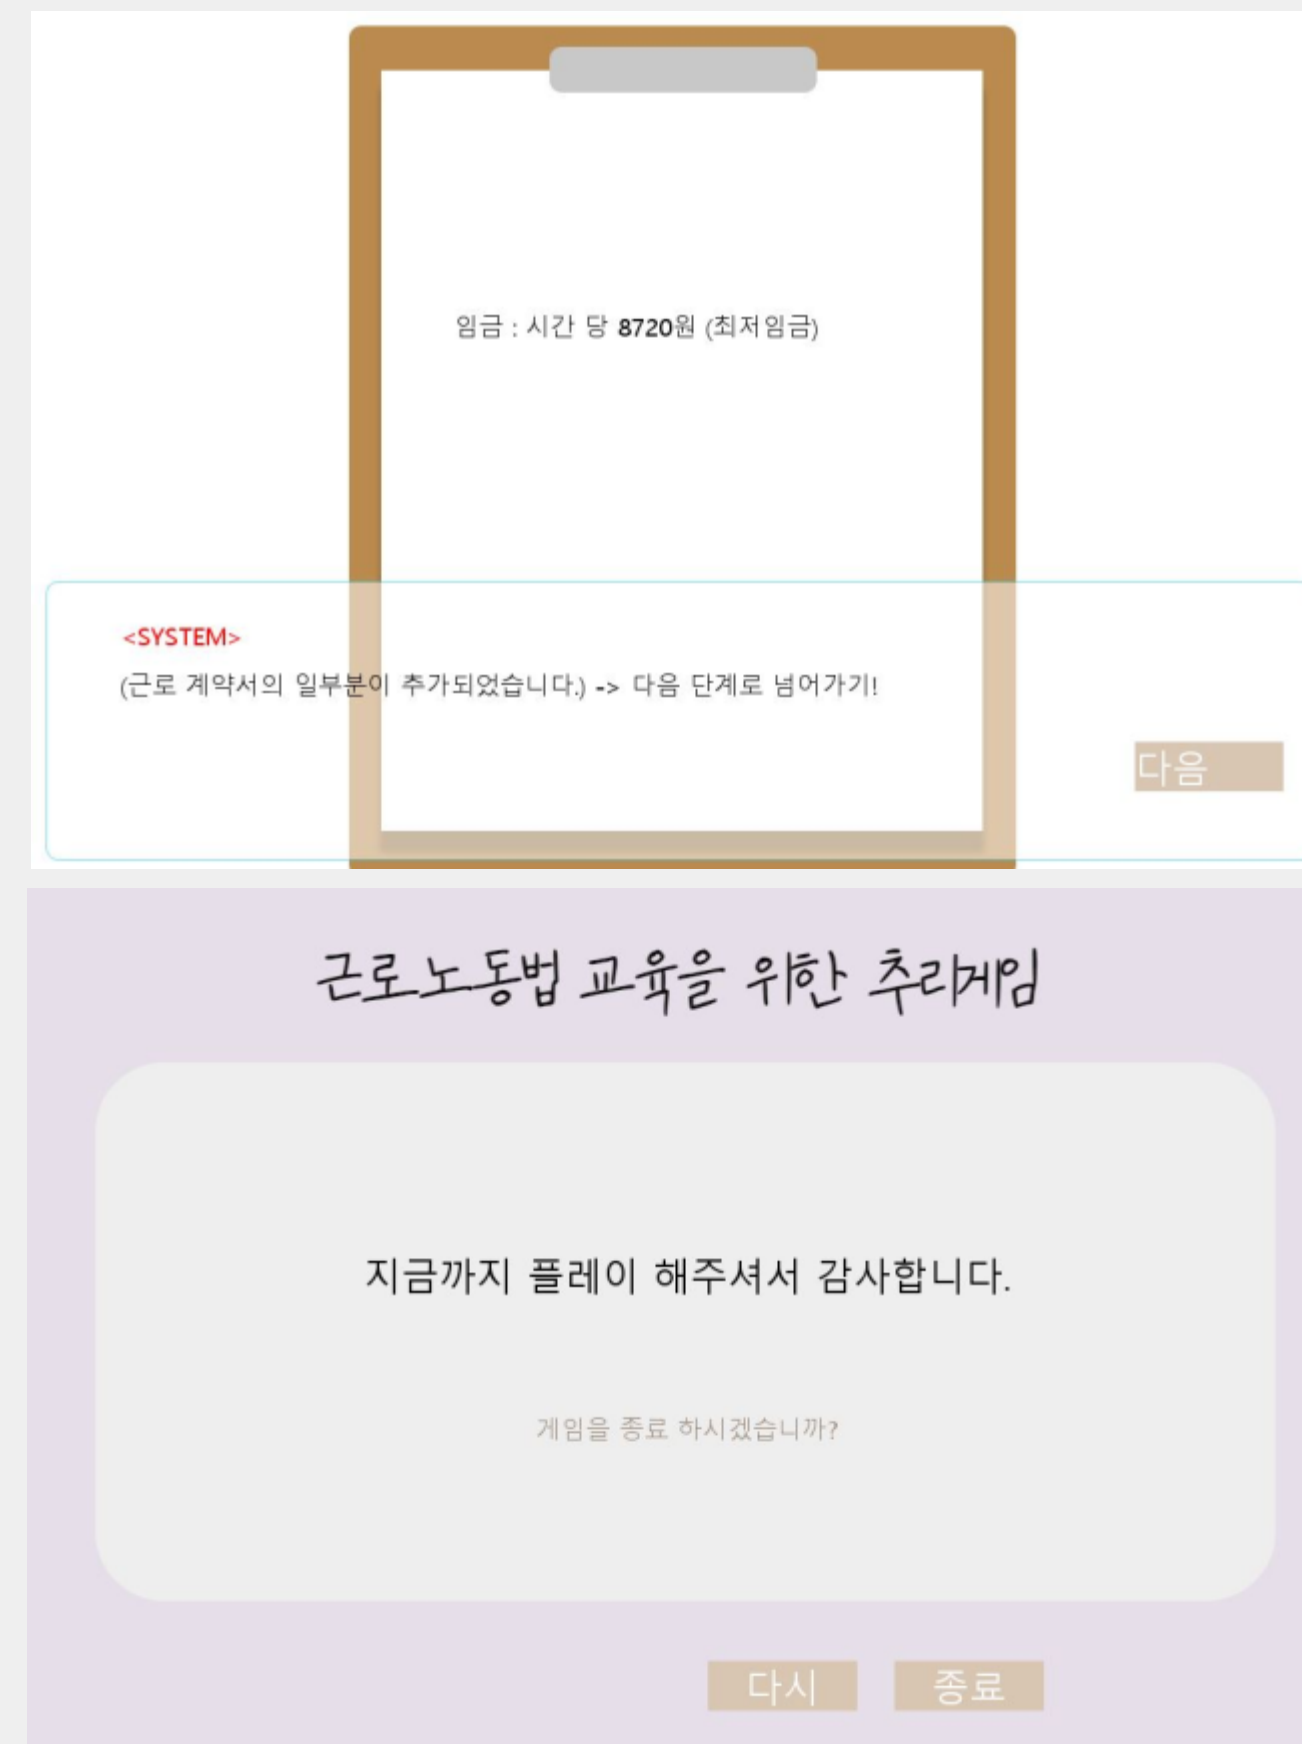 임금 : 시간 당 8720원 (최저임금)
<SYSTEM>
(근로 계약서의 일부분이 추가되었습니다.) -> 다음 단계로 넘어가기!
다음
근로노동법 교육을 위한 추리게임
지금까지 플레이 해주셔서 감사합니다.
게임을 종료 하시겠습니까?
다시
종료